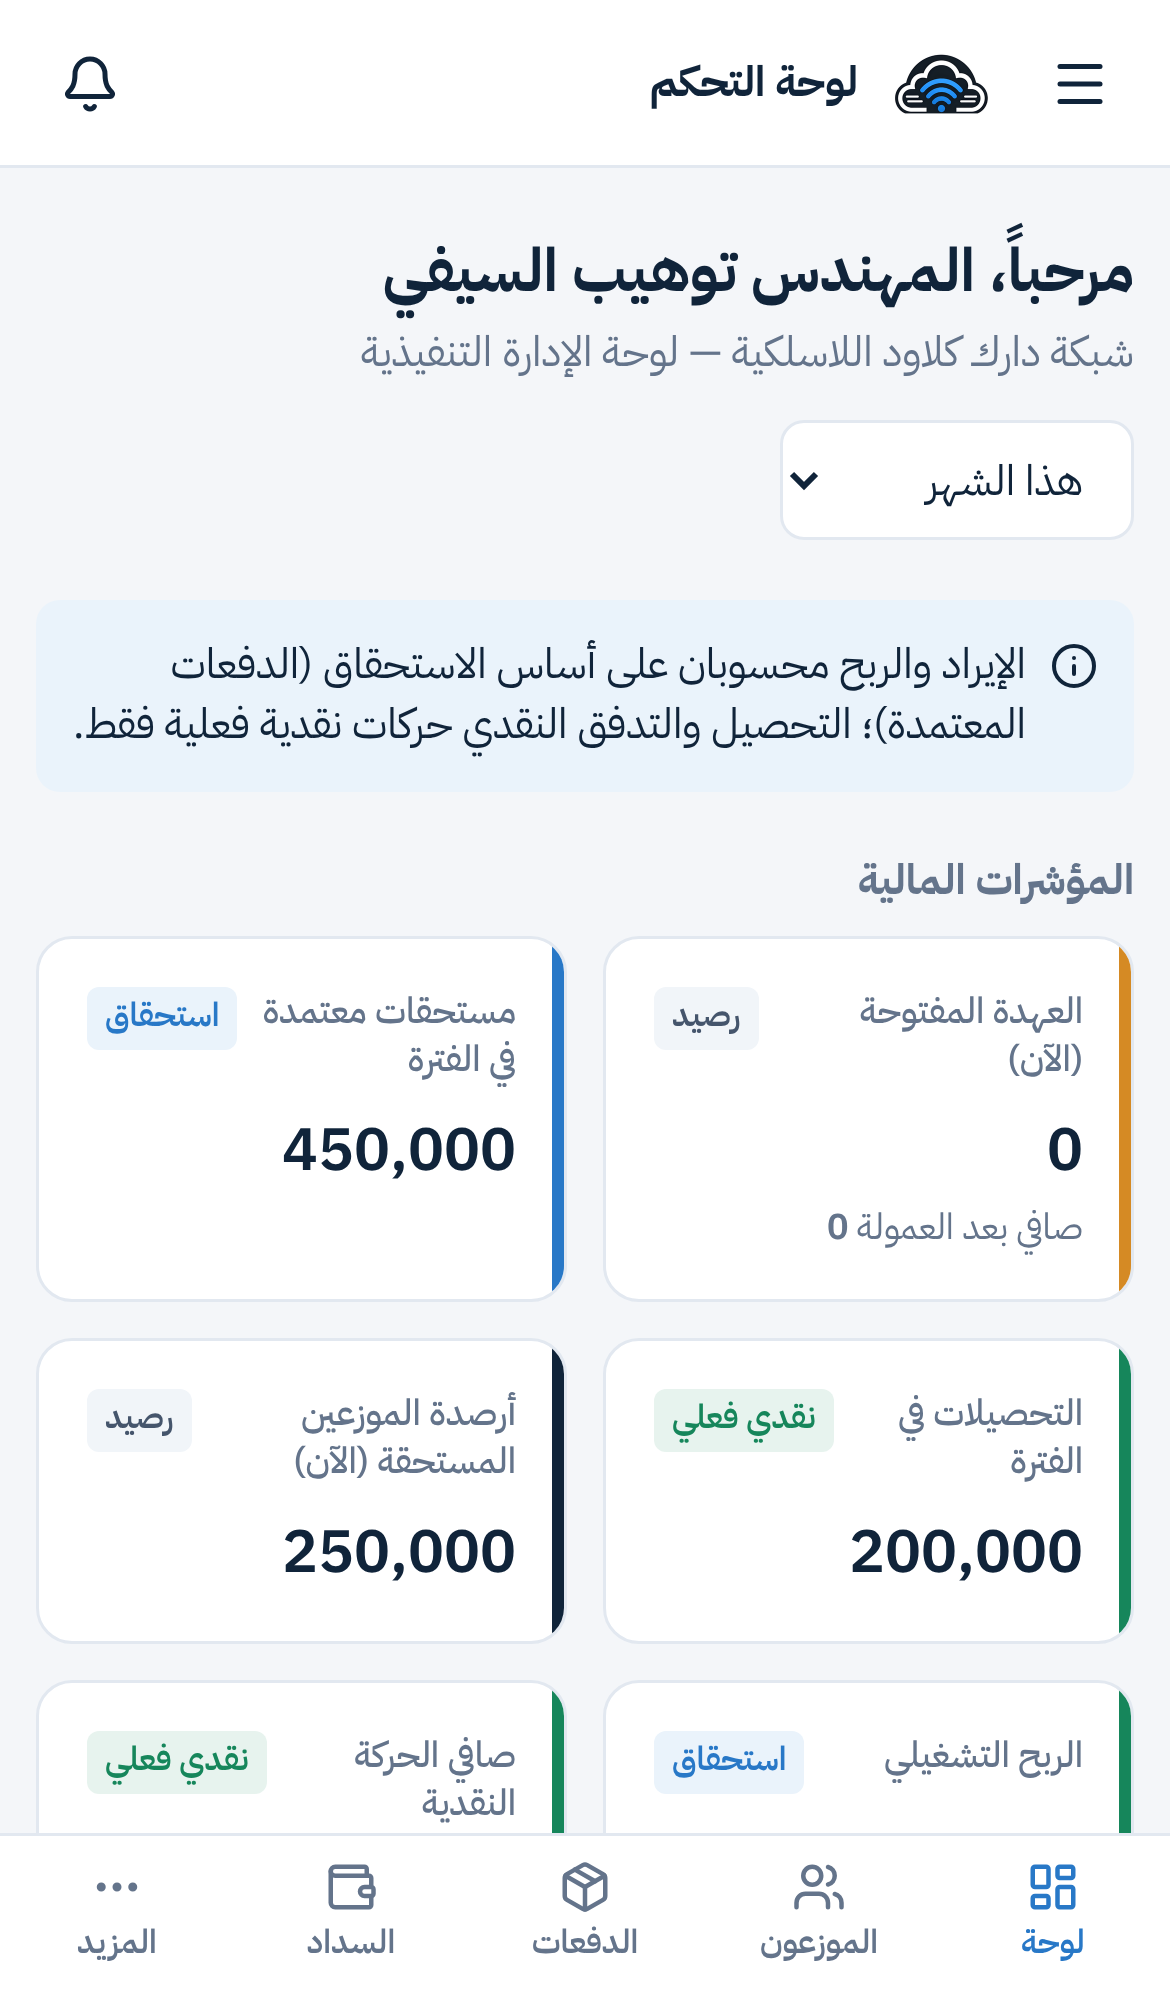 لوحة التحكم
مرحباً، المهندس توهيب السيفي
شبكة دارك كلاود اللاسلكية — لوحة الإدارة التنفيذية
هذا الشهر
الإيراد والربح محسوبان على أساس الاستحقاق (الدفعات
المعتمدة)؛ التحصيل والتدفق النقدي حركات نقدية فعلية فقط.
المؤشرات المالية
العهدة المفتوحة
(الآن)
رصيد
0
صافي بعد العمولة 0
مستحقات معتمدة
في الفترة
استحقاق
450,000
التحصيلات في
الفترة
نقدي فعلي
200,000
أرصدة الموزعين
المستحقة (الآن)
رصيد
250,000
الربح التشغيلي
استحقاق
صافي الحركة
النقدية
نقدي فعلي
لوحة
الموزعون
الدفعات
السداد
المزيد